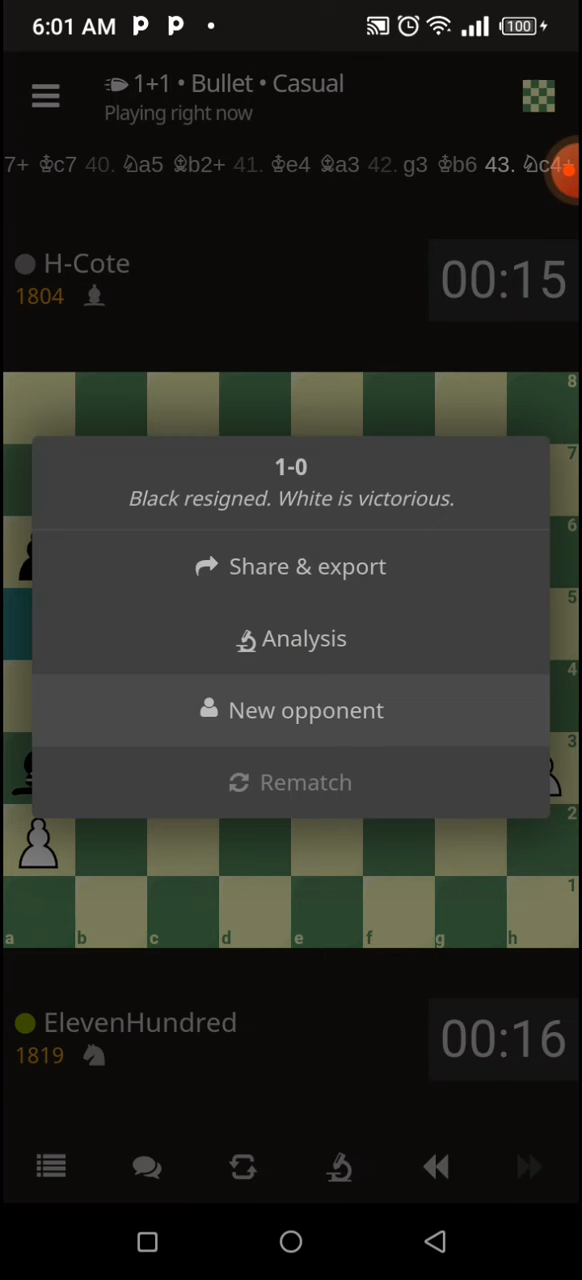 6:01 AM
100
1+1 • Bullet • Casual
Playing right now
7+ ♔c7 40. ♘a5 ♗b2+ 41. ♔e4 ♗a3 42. g3 ♔b6 43. ♘c4+
H-Cote
1804
00:15
8
7
1-0
Black resigned. White is victorious.
6
Share & export
5
Analysis
4
New opponent
3
Rematch
2
1
a b c d e f g h
ElevenHundred
1819
00:16